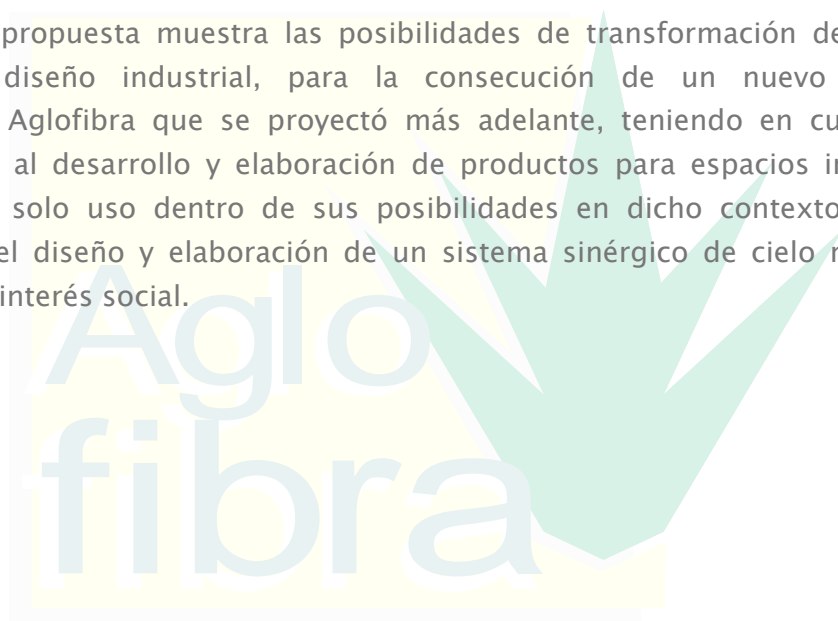 propuesta muestra las posibilidades de transformación de
diseño industrial, para la consecución de un nuevo
Aglofibra que se proyectó más adelante, teniendo en cu
al desarrollo y elaboración de productos para espacios i
solo uso dentro de sus posibilidades en dicho contexto
el diseño y elaboración de un sistema sinérgico de cielo r
interés social.
Aglo
fibra